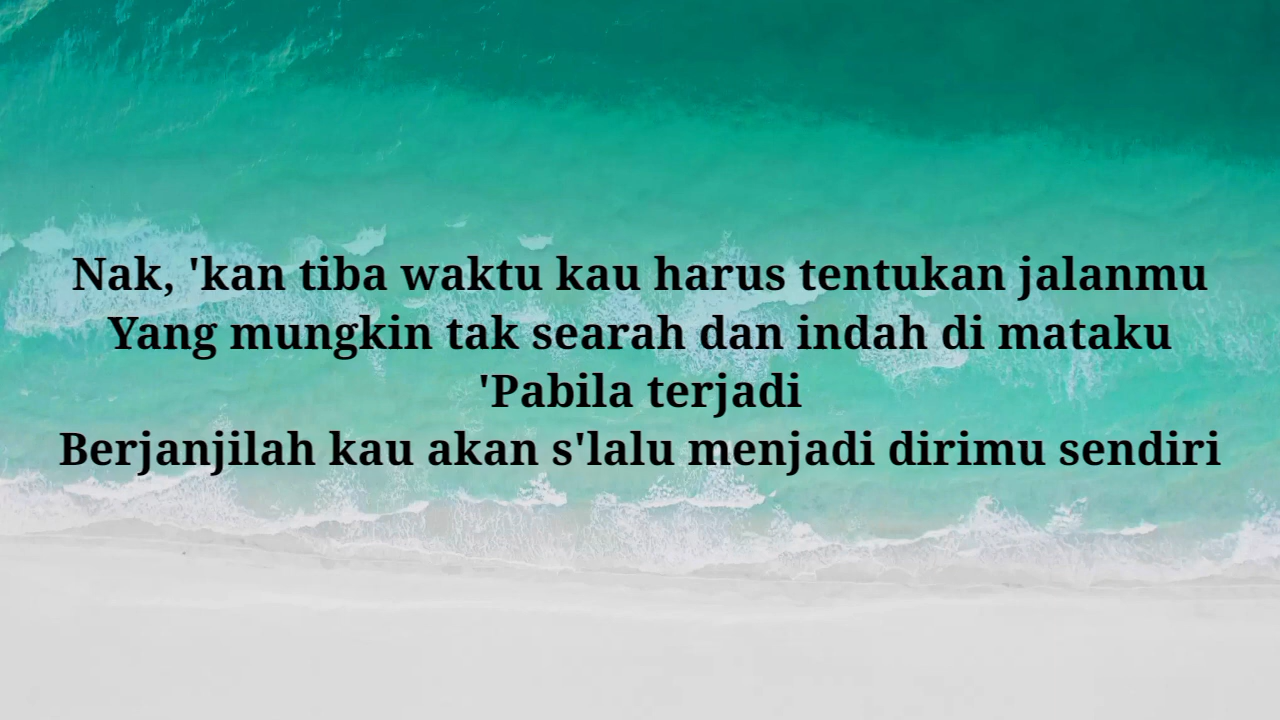 Nak, 'kan tiba waktu kau harus tentukan jalanmu
Yang mungkin tak searah dan indah di mataku
'Pabila terjadi
Berjanjilah kau akan s'lalu menjadi dirimu sendiri